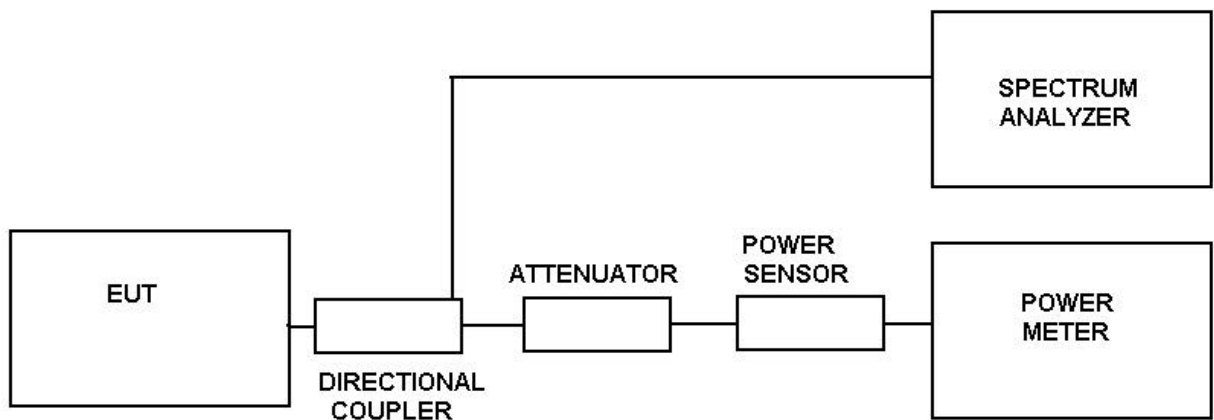 SPECTRUM
ANALYZER
EUT
DIRECTIONAL
COUPLER
ATTENUATOR
POWER
SENSOR
POWER
METER